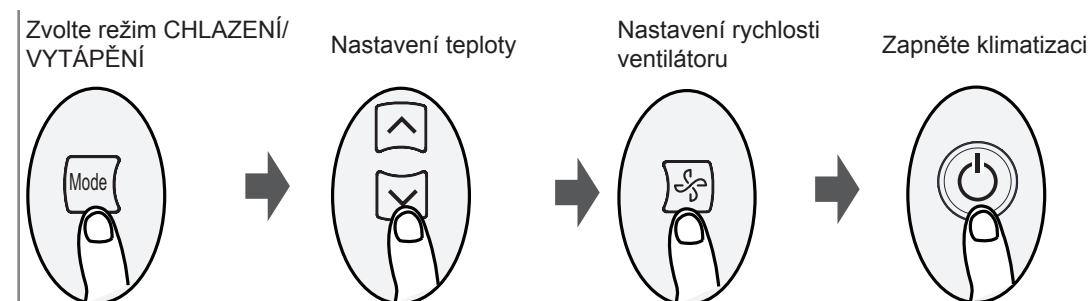 Zvolte režim CHLAZENÍ/
VYTÁPĚNÍ
Nastavení teploty
Nastavení rychlosti
ventilátoru
Zapněte klimatizaci
Mode